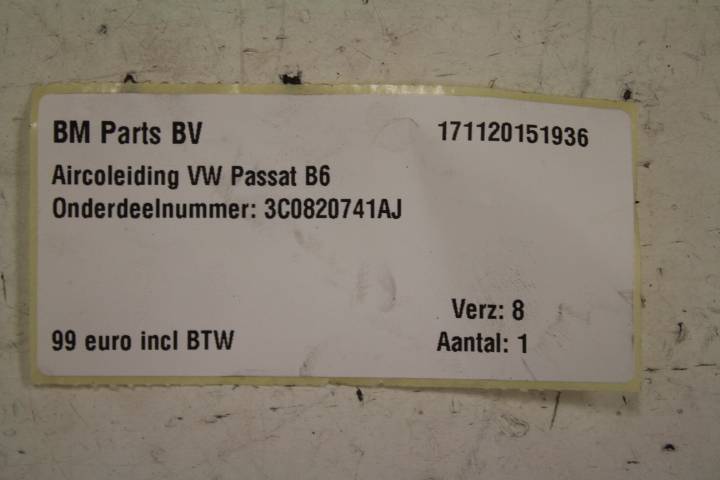 BM Parts BV 171120151936
Aircoleiding VW Passat B6
Onderdeelnummer: 3C0820741AJ
Verz: 8
99 euro incl BTW Aantal: 1